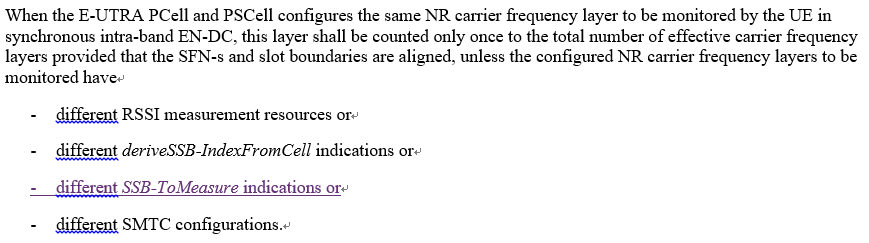 When the E-UTRA PCell and PSCell configures the same NR carrier frequency layer to be monitored by the UE in
synchronous intra-band EN-DC, this layer shall be counted only once to the total number of effective carrier frequency
layers provided that the SFN-s and slot boundaries are aligned, unless the configured NR carrier frequency layers to be
monitored have↵
- different RSSI measurement resources or↵
- different deriveSSB-IndexFromCell indications or↵
- different SSB-ToMeasure indications or↵
- different SMTC configurations.↵